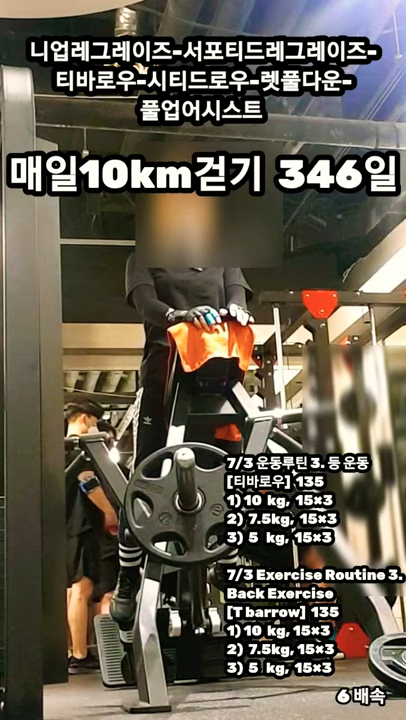 니업레그레이즈-서포티드레그레이즈-
티바로우-시티드로우-렛풀다운-
풀업어시스트
매일10km걷기 346일
7/3 운동루틴 3. 등 운동
[티바로우] 135
1) 10 kg, 15×3
2) 7.5kg, 15×3
3) 5 kg, 15×3
7/3 Exercise Routine 3.
Back Exercise
[T barrow] 135
1) 10 kg, 15×3
2) 7.5kg, 15×3
3) 5 kg, 15×3
6 배속